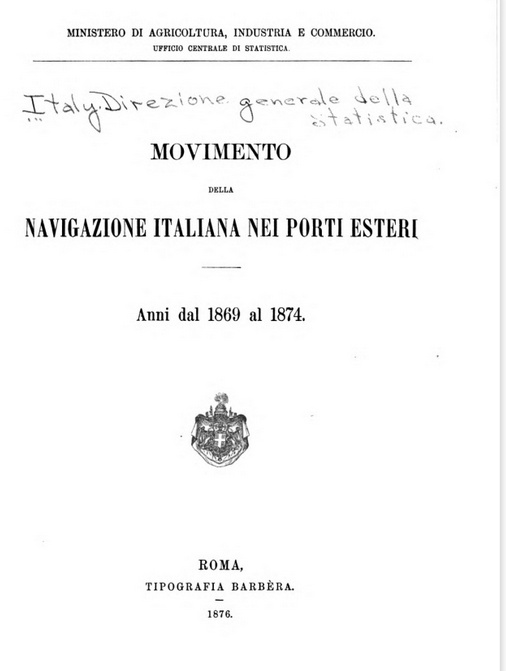 MINISTERO DI AGRICOLTURA, INDUSTRIA E COMMERCIO.
UFFICIO CENTRALE DI STATISTICA.
Italy. Direzione generale della
statistica.
MOVIMENTO
DELLA
NAVIGAZIONE ITALIANA NEI PORTI ESTERI
Anni dal 1869 al 1874.
ROMA,
TIPOGRAFIA BARBÈRA.
1876.